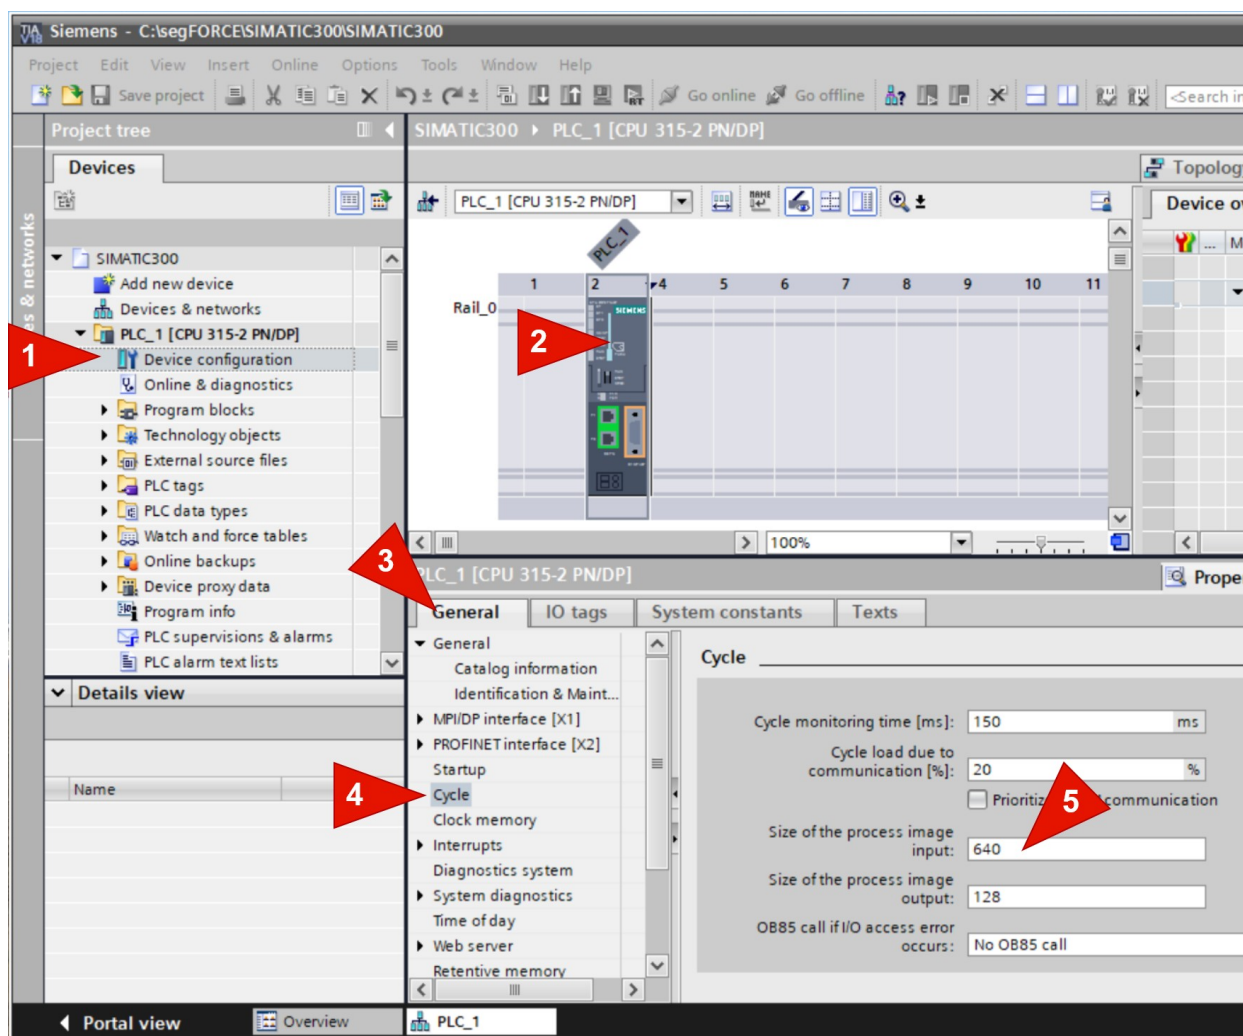 Siemens - C:\segFORCE\SIMATIC300\SIMATIC300
Project Edit View Insert Online Options Tools Window Help
Save project Go online Go offline <Search in
Project tree
SIMATIC300 PLC_1 [CPU 315-2 PN/DP]
Devices
Topology
PLC_1 [CPU 315-2 PN/DP]
Device
PLC_1
1 2 4 5 6 7 8 9 10 11
Rail_0
SIEMENS
SIMATIC300
Add new device
Devices & networks
PLC_1 [CPU 315-2 PN/DP]
Device configuration
Online & diagnostics
Program blocks
Technology objects
External source files
PLC tags
PLC data types
Watch and force tables
Online backups
Device proxy data
Program info
PLC supervisions & alarms
PLC alarm text lists
& networks
1
2
3
4
5
100%
Details view
Name
PLC_1 [CPU 315-2 PN/DP]
Prope
General IO tags System constants Texts
General
Catalog information
Identification & Maint...
MPI/DP interface [X1]
PROFINET interface [X2]
Startup
Cycle
Clock memory
Interrupts
Diagnostics system
System diagnostics
Time of day
Web server
Retentive memory
Cycle
Cycle monitoring time [ms]: 150 ms
Cycle load due to
communication [%]: 20 %
communication
Size of the process image
input: 640
Size of the process image
output: 128
OB85 call if I/O access error
occurs: No OB85 call
Portal view Overview PLC_1